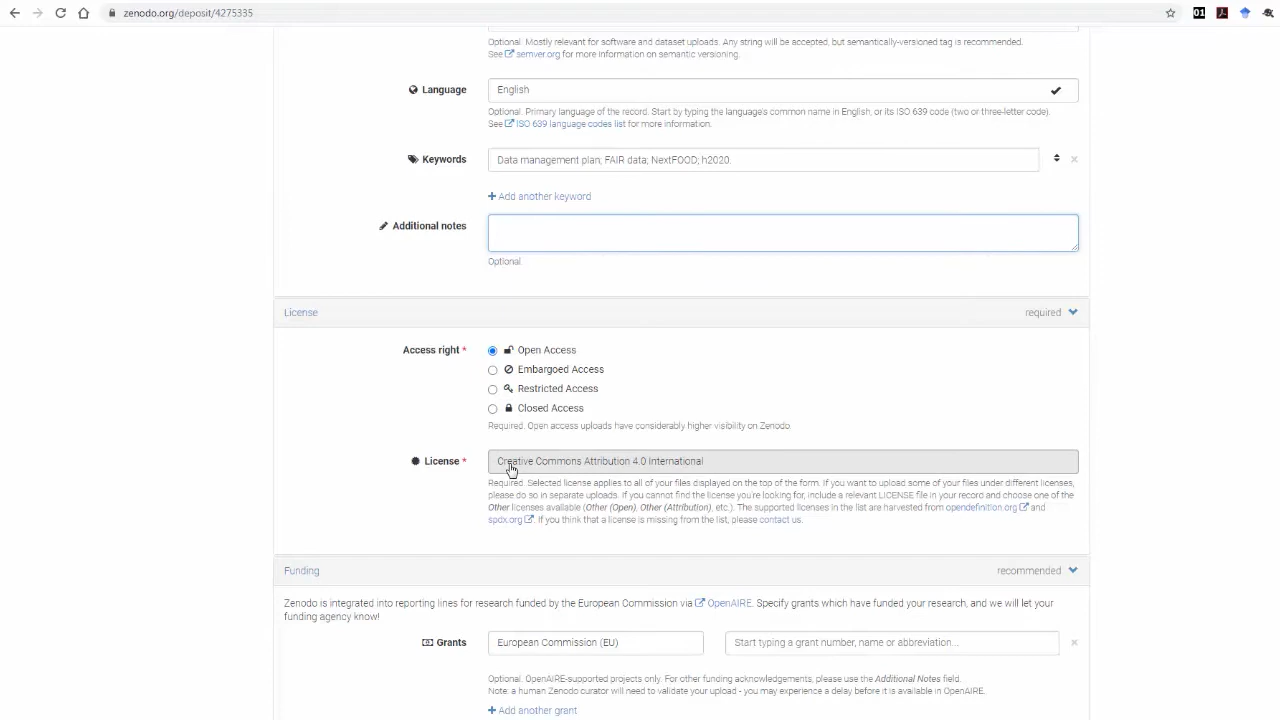 zenodo.org/deposit/4275335
Optional. Mostly relevant for software and dataset uploads. Any string will be accepted, but semantically-versioned tag is recommended.
See semver.org for more information on semantic versioning.
Language
English
Optional. Primary language of the record. Start by typing the language's common name in English, or its ISO 639 code (two or three-letter code).
See ISO 639 language codes list for more information.
Keywords
Data management plan; FAIR data; NextFOOD; h2020.
+ Add another keyword
Additional notes
Optional.
License
required
Access right *
Open Access
Embargoed Access
Restricted Access
Closed Access
Required. Open access uploads have considerably higher visibility on Zenodo.
License *
Creative Commons Attribution 4.0 International
Required. Selected license applies to all of your files displayed on the top of the form. If you want to upload some of your files under different licenses,
please do so in separate uploads. If you cannot find the license you're looking for, include a relevant LICENSE file in your record and choose one of the
Other licenses available (Other (Open), Other (Attribution), etc.). The supported licenses in the list are harvested from opendefinition.org and
spdx.org. If you think that a license is missing from the list, please contact us.
Funding
recommended
Zenodo is integrated into reporting lines for research funded by the European Commission via OpenAIRE. Specify grants which have funded your research, and we will let your
funding agency know!
Grants
European Commission (EU)
Start typing a grant number, name or abbreviation...
Optional. OpenAIRE-supported projects only. For other funding acknowledgements, please use the Additional Notes field.
Note: a human Zenodo curator will need to validate your upload - you may experience a delay before it is available in OpenAIRE.
+ Add another grant